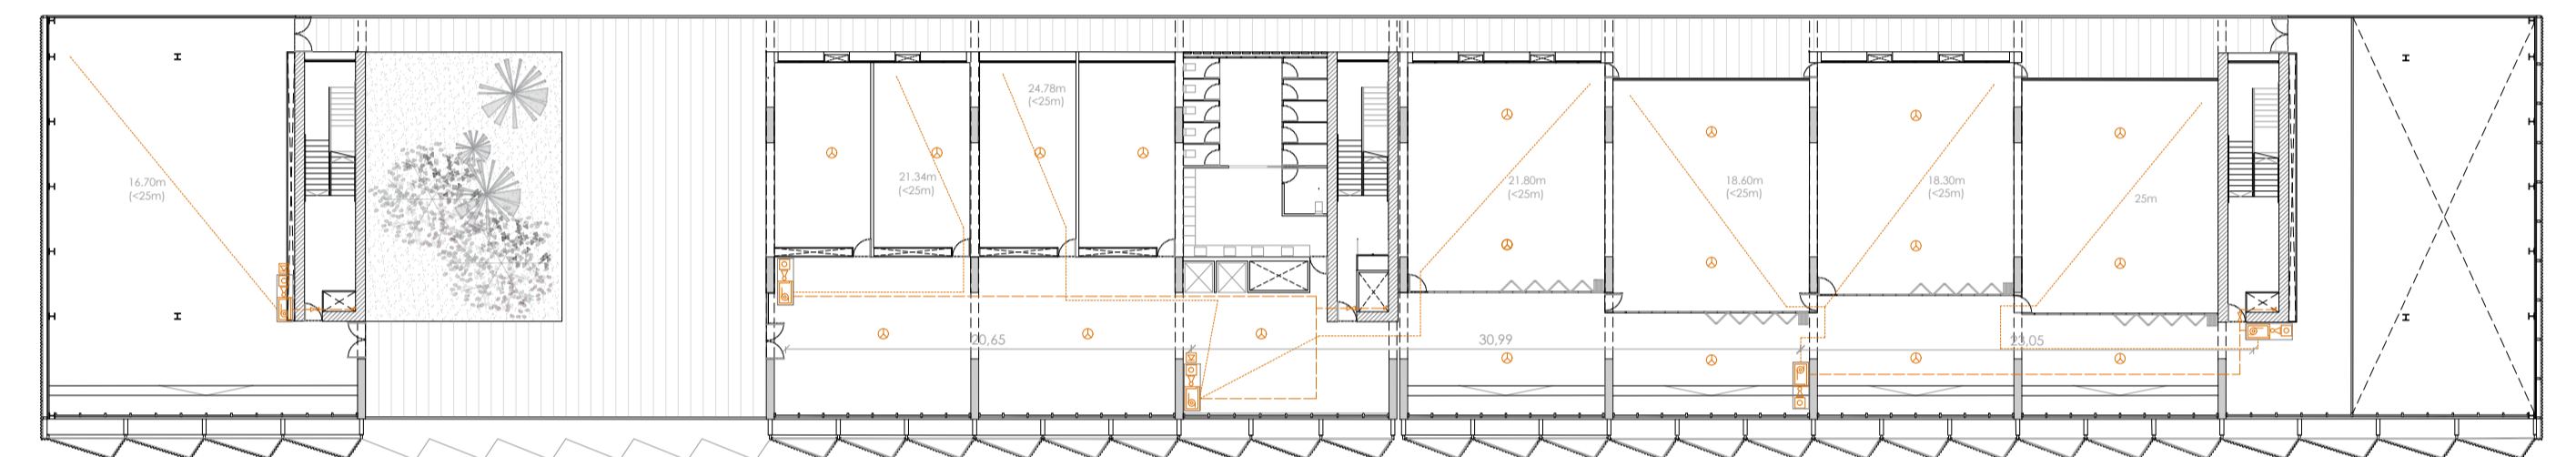 24.78m
(<25m)
16.70m
(<25m)
21.34m
(<25m)
21.80m
(<25m)
18.60m
(<25m)
18.30m
(<25m)
25m
20,65
30,99
23,05